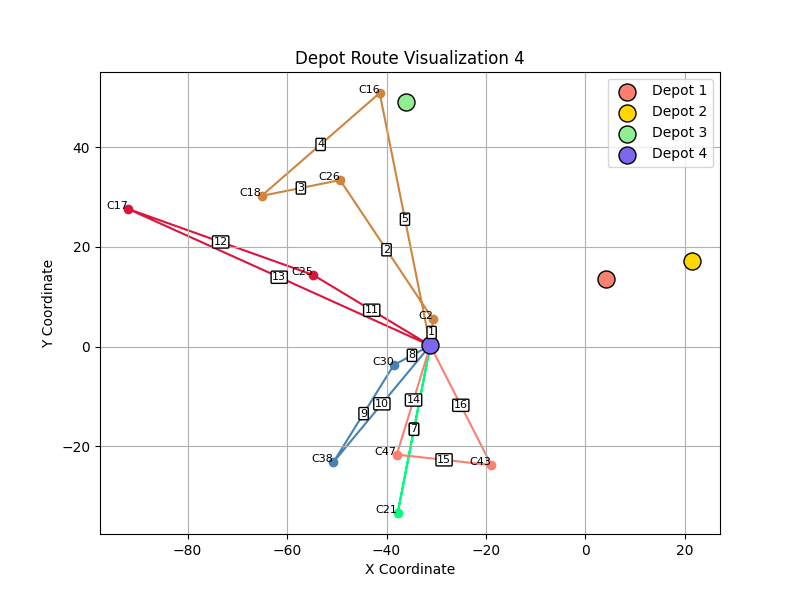 Depot Route Visualization 4
Depot 1
Depot 2
Depot 3
Depot 4
C16
4
C26
C18
3
C17
5
12
2
13
C25
11
C2
1
8
C30
10
9
14
16
7
C47
15
C43
C38
C21
40
20
0
−20
−80
−60
−40
−20
0
20
Y Coordinate
X Coordinate